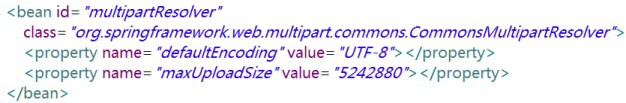 <bean id="multipartResolver"
class="org.springframework.web.multipart.commons.CommonsMultipartResolver">
<property name="defaultEncoding" value="UTF-8"></property>
<property name="maxUploadSize" value="5242880"></property>
</bean>